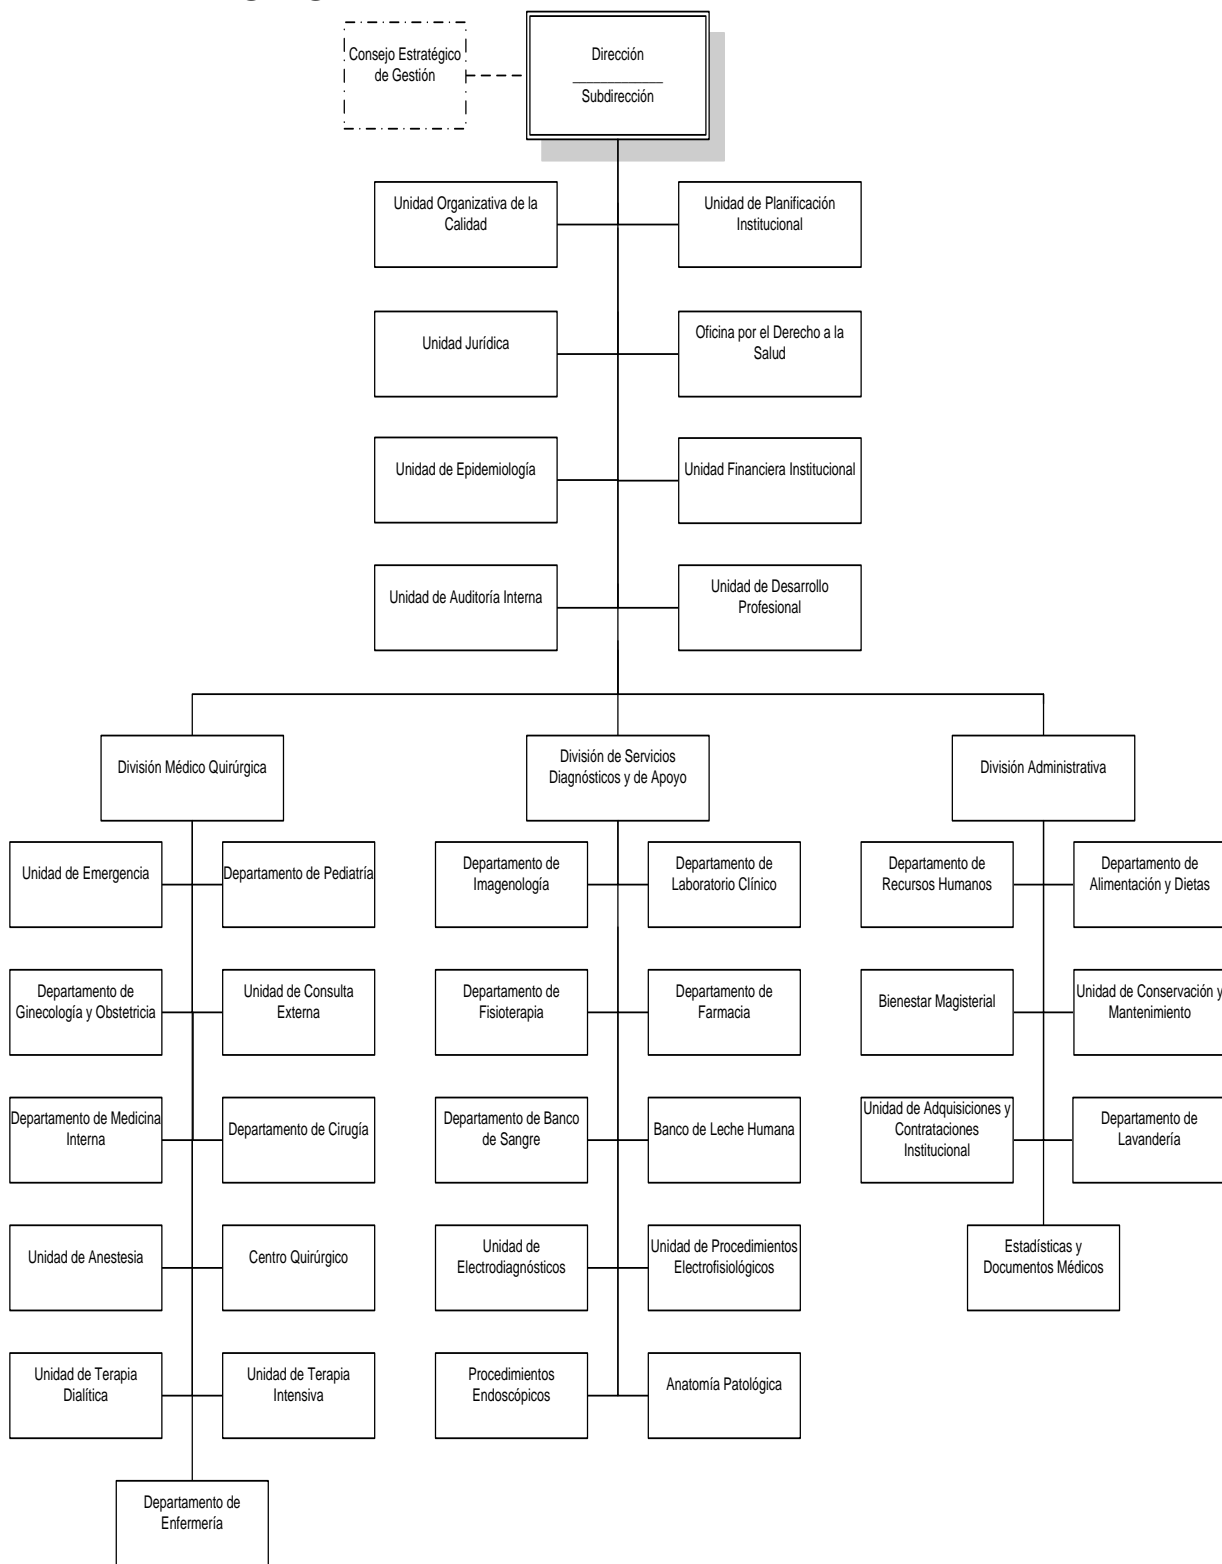 Consejo Estratégico
de Gestión
Dirección
Subdirección
Unidad Organizativa de la
Calidad
Unidad de Planificación
Institucional
Unidad Jurídica
Oficina por el Derecho a la
Salud
Unidad de Epidemiología
Unidad Financiera Institucional
Unidad de Auditoría Interna
Unidad de Desarrollo
Profesional
División Médico Quirúrgica
División de Servicios
Diagnósticos y de Apoyo
División Administrativa
Unidad de Emergencia
Departamento de Pediatría
Departamento de
Imagenología
Departamento de
Laboratorio Clínico
Departamento de
Recursos Humanos
Departamento de
Alimentación y Dietas
Departamento de
Ginecología y Obstetricia
Unidad de Consulta
Externa
Departamento de
Fisioterapia
Departamento de
Farmacia
Bienestar Magisterial
Unidad de Conservación y
Mantenimiento
Departamento de Medicina
Interna
Departamento de Cirugía
Departamento de Banco
de Sangre
Banco de Leche Humana
Unidad de Adquisiciones y
Contrataciones
Institucional
Departamento de
Lavandería
Unidad de Anestesia
Centro Quirúrgico
Unidad de
Electrodiagnósticos
Unidad de Procedimientos
Electrofisiológicos
Estadísticas y
Documentos Médicos
Unidad de Terapia
Dialítica
Unidad de Terapia
Intensiva
Procedimientos
Endoscópicos
Anatomía Patológica
Departamento de
Enfermería